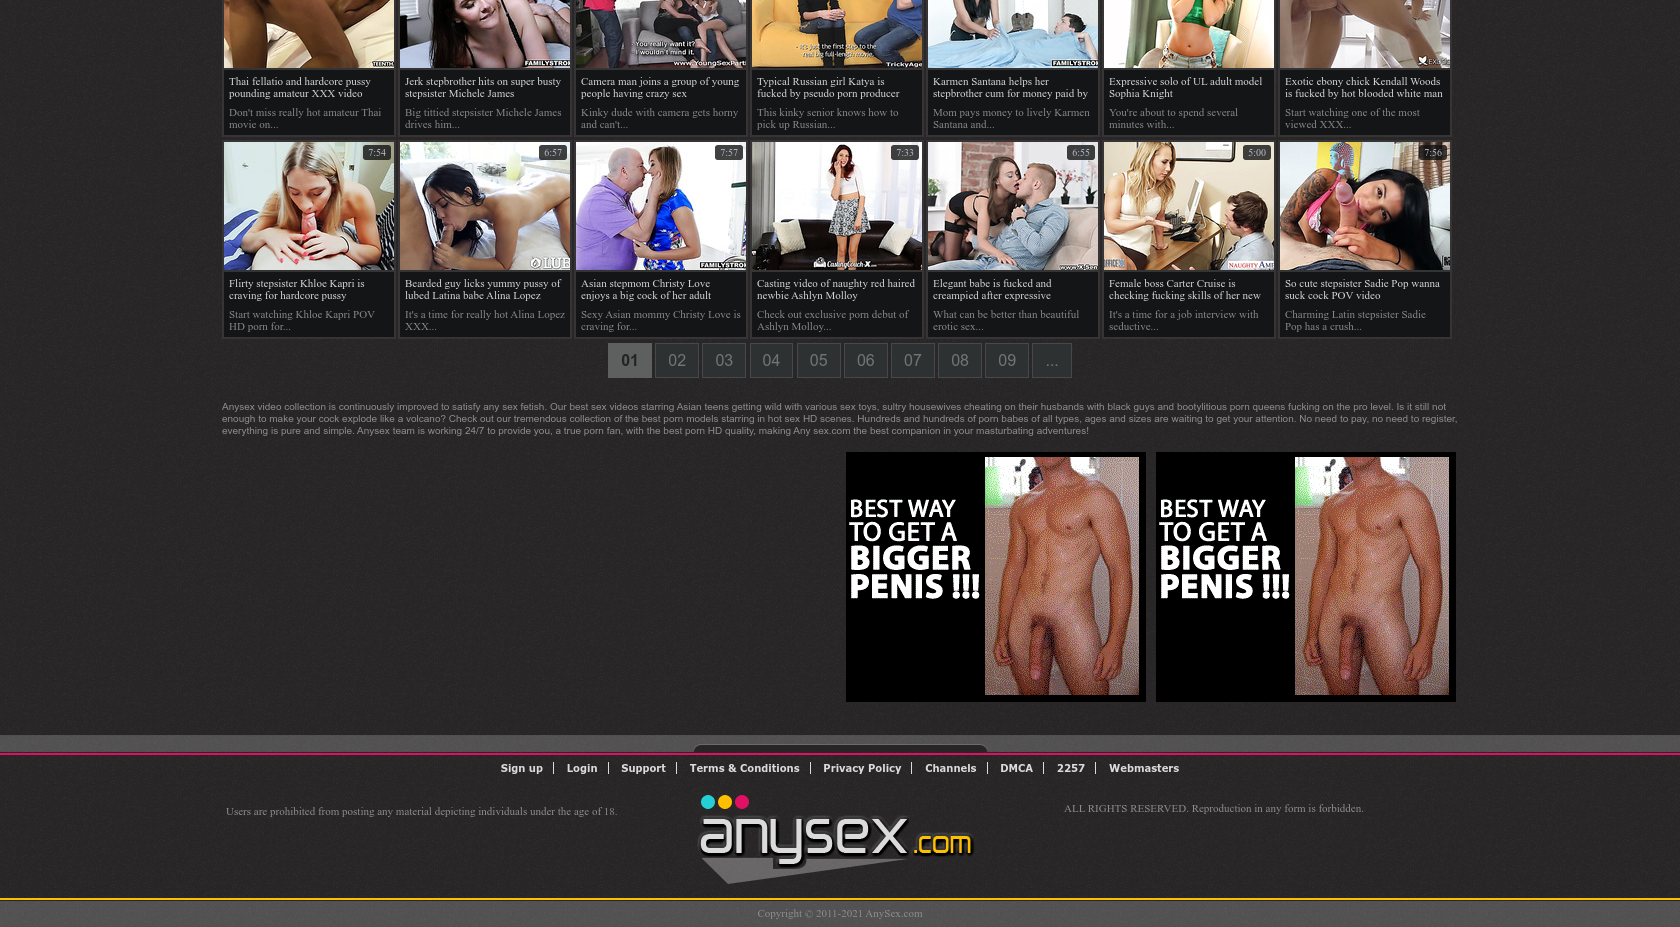 TEENTH
FAMILYSTROK
You really want it?
I wouldn't mind it.
www.YoungSexParti
- It's just the first step to the
real big full-length movie.
TrickyAge
FAMILYSTROK
Thai fellatio and hardcore pussy
pounding amateur XXX video
Don't miss really hot amateur Thai
movie on...
Jerk stepbrother hits on super busty
stepsister Michele James
Big tittied stepsister Michele James
drives him...
Camera man joins a group of young
people having crazy sex
Kinky dude with camera gets horny
and can't...
Typical Russian girl Katya is
fucked by pseudo porn producer
This kinky senior knows how to
pick up Russian...
Karmen Santana helps her
stepbrother cum for money paid by
Mom pays money to lively Karmen
Santana and...
Expressive solo of UL adult model
Sophia Knight
You're about to spend several
minutes with...
Exotic ebony chick Kendall Woods
is fucked by hot blooded white man
Start watching one of the most
viewed XXX...
7:54
6:57
7:57
7:33
6:55
5:00
7:56
LUB
FAMILYSTROK
CastingCouch-X.com
OFFICE
NAUGHTY AME
Flirty stepsister Khloe Kapri is
craving for hardcore pussy
Start watching Khloe Kapri POV
HD porn for...
Bearded guy licks yummy pussy of
lubed Latina babe Alina Lopez
It's a time for really hot Alina Lopez
XXX...
Asian stepmom Christy Love
enjoys a big cock of her adult
Sexy Asian mommy Christy Love is
craving for...
Casting video of naughty red haired
newbie Ashlyn Molloy
Check out exclusive porn debut of
Ashlyn Molloy...
Elegant babe is fucked and
creampied after expressive
What can be better than beautiful
erotic sex...
Female boss Carter Cruise is
checking fucking skills of her new
It's a time for a job interview with
seductive...
So cute stepsister Sadie Pop wanna
suck cock POV video
Charming Latin stepsister Sadie
Pop has a crush...
01 02 03 04 05 06 07 08 09 ...
Anysex video collection is continuously improved to satisfy any sex fetish. Our best sex videos starring Asian teens getting wild with various sex toys, sultry housewives cheating on their husbands with black guys and bootylitious porn queens fucking on the pro level. Is it still not
enough to make your cock explode like a volcano? Check out our tremendous collection of the best porn models starring in hot sex HD scenes. Hundreds and hundreds of porn babes of all types, ages and sizes are waiting to get your attention. No need to pay, no need to register,
everything is pure and simple. Anysex team is working 24/7 to provide you, a true porn fan, with the best porn HD quality, making Any sex.com the best companion in your masturbating adventures!
BEST WAY
TO GET A
BIGGER
PENIS !!!
BEST WAY
TO GET A
BIGGER
PENIS !!!
Sign up | Login | Support | Terms & Conditions | Privacy Policy | Channels | DMCA | 2257 | Webmasters
Users are prohibited from posting any material depicting individuals under the age of 18.
anysex.com
ALL RIGHTS RESERVED. Reproduction in any form is forbidden.
Copyright © 2011-2021 AnySex.com